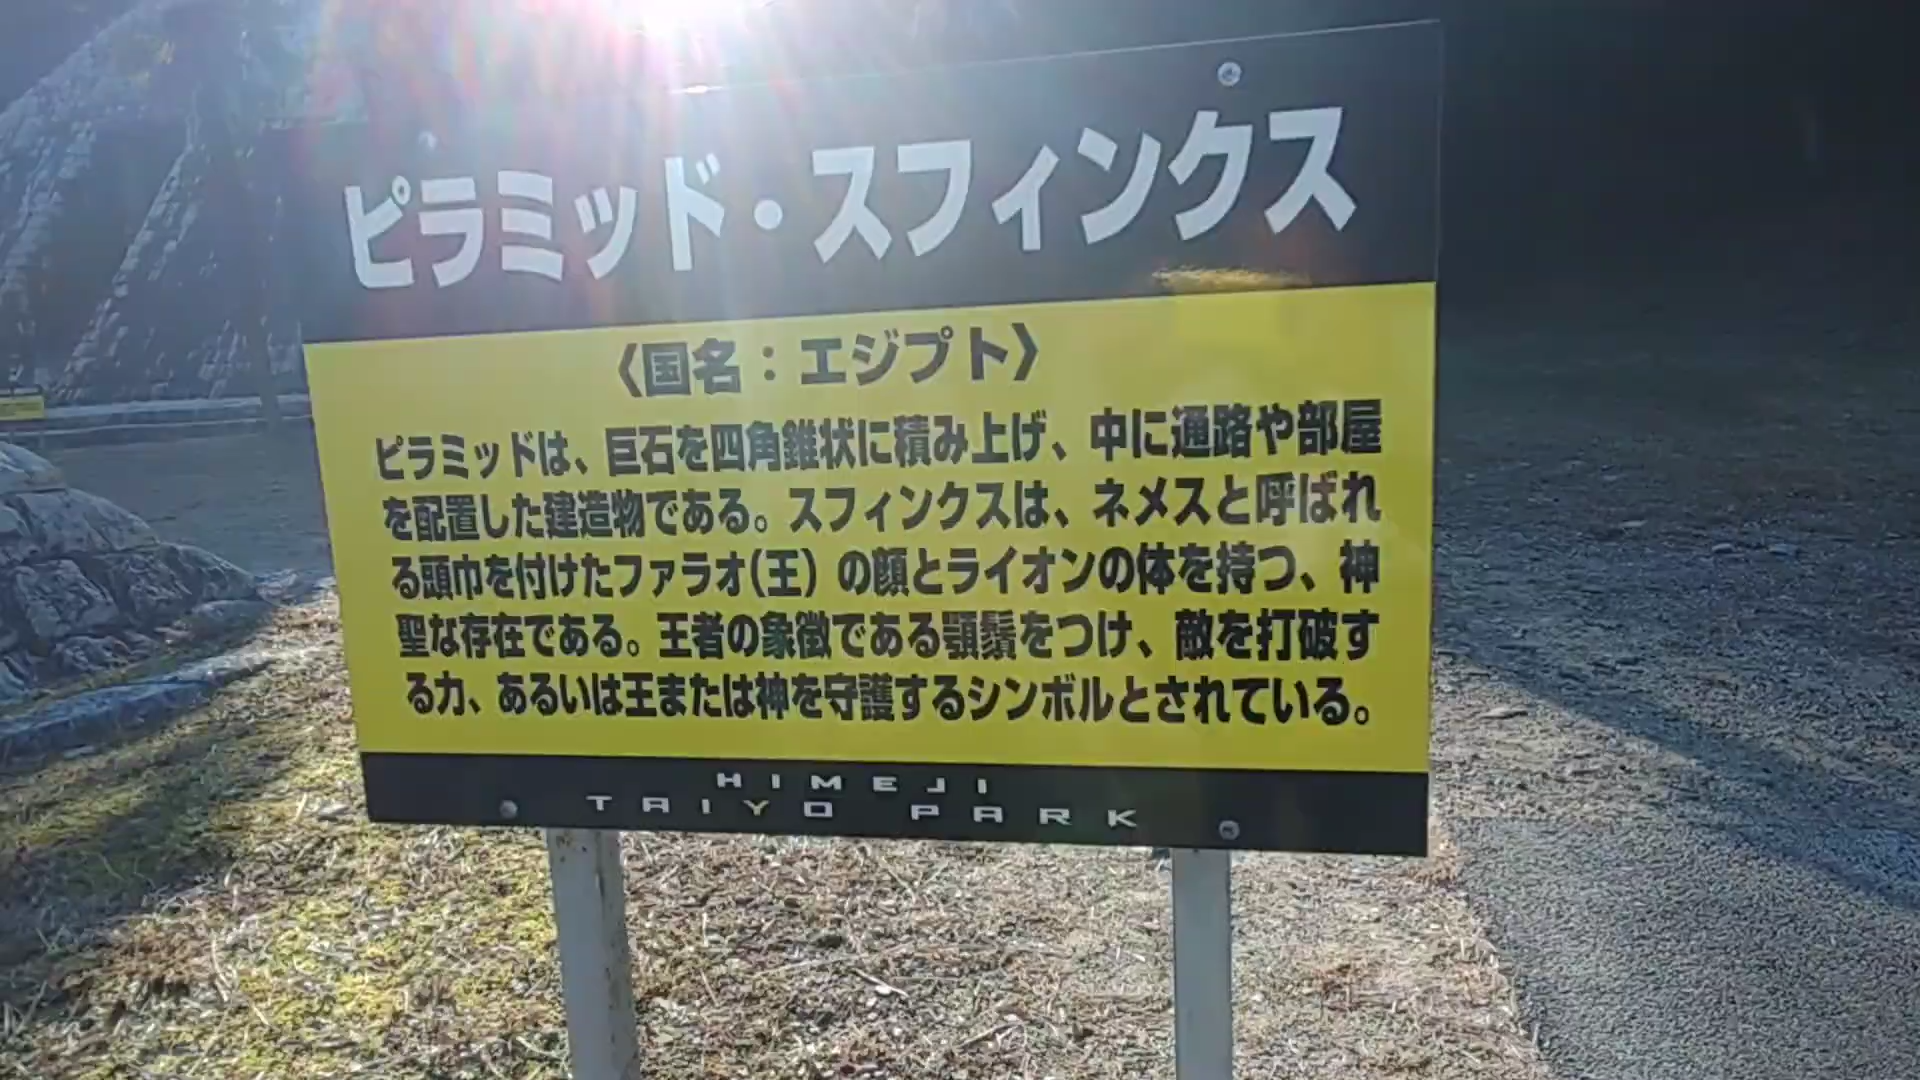 ピラミッド・スフィンクス
〈国名：エジプト〉
ピラミッドは、巨石を四角錐状に積み上げ、中に通路や部屋
を配置した建造物である。スフィンクスは、ネメスと呼ばれ
る頭巾を付けたファラオ(王)の顔とライオンの体を持つ、神
聖な存在である。王者の象徴である顎鬚をつけ、敵を打破す
る力、あるいは王または神を守護するシンボルとされている。
HIMEJI
TAIYO PARK